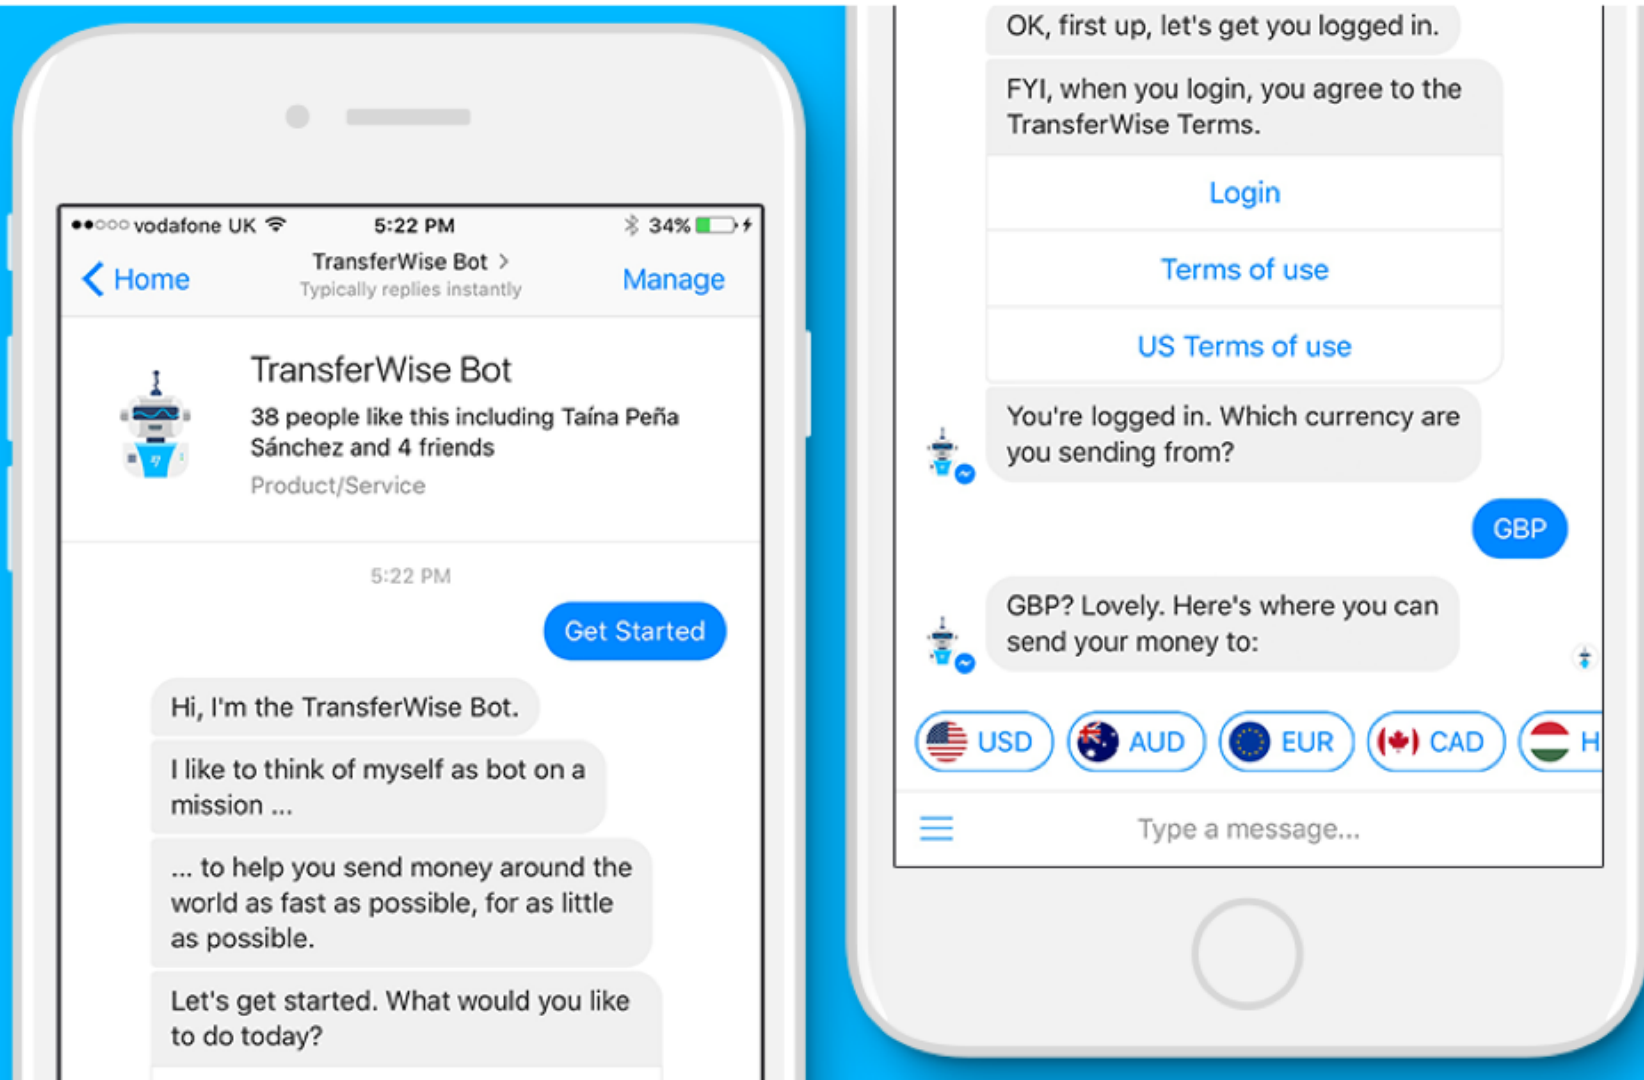 vodafone UK
5:22 PM
34%
Home
TransferWise Bot
Typically replies instantly
Manage
TransferWise Bot
38 people like this including Taína Peña
Sánchez and 4 friends
Product/Service
5:22 PM
Get Started
Hi, I'm the TransferWise Bot.
I like to think of myself as bot on a
mission ...
... to help you send money around the
world as fast as possible, for as little
as possible.
Let's get started. What would you like
to do today?
OK, first up, let's get you logged in.
FYI, when you login, you agree to the
TransferWise Terms.
Login
Terms of use
US Terms of use
You're logged in. Which currency are
you sending from?
GBP
GBP? Lovely. Here's where you can
send your money to:
USD
AUD
EUR
CAD
H
Type a message...